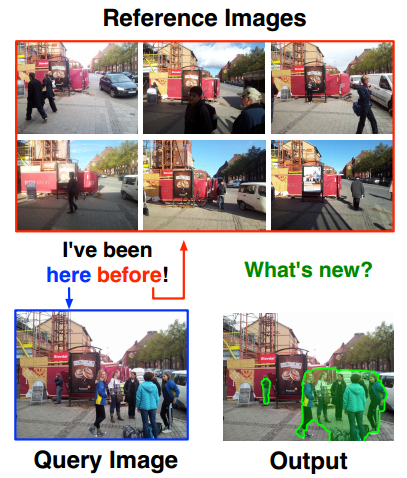 Reference Images
I've been
here before!
What's new?
Query Image
Output